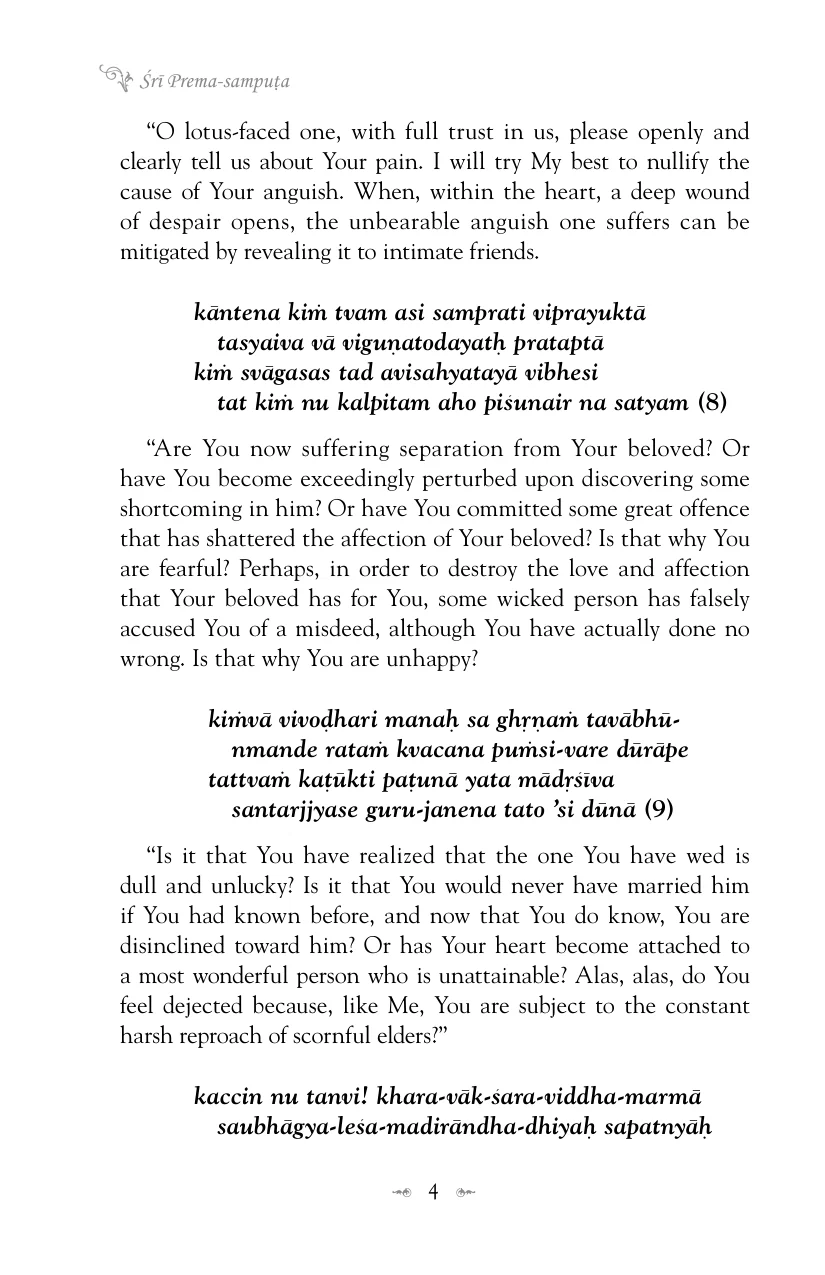 Śrī Prema-sampuṭa
“O lotus-faced one, with full trust in us, please openly and
clearly tell us about Your pain. I will try My best to nullify the
cause of Your anguish. When, within the heart, a deep wound
of despair opens, the unbearable anguish one suffers can be
mitigated by revealing it to intimate friends.
kāntena kiṁ tvam asi samprati viprayuktā
tasyaiva vā viguṇatodayatḥ prataptā
kiṁ svāgasas tad avisahyatayā vibhesi
tat kiṁ nu kalpitam aho piśunair na satyam (8)
“Are You now suffering separation from Your beloved? Or
have You become exceedingly perturbed upon discovering some
shortcoming in him? Or have You committed some great offence
that has shattered the affection of Your beloved? Is that why You
are fearful? Perhaps, in order to destroy the love and affection
that Your beloved has for You, some wicked person has falsely
accused You of a misdeed, although You have actually done no
wrong. Is that why You are unhappy?
kiṁvā vivoḍhari manaḥ sa ghṛṇaṁ tavābhū-
nmande rataṁ kvacana puṁsi-vare dūrāpe
tattvaṁ kaṭūkti paṭunā yata mādṛśīva
santarjjyase guru-janena tato ’si dūnā (9)
“Is it that You have realized that the one You have wed is
dull and unlucky? Is it that You would never have married him
if You had known before, and now that You do know, You are
disinclined toward him? Or has Your heart become attached to
a most wonderful person who is unattainable? Alas, alas, do You
feel dejected because, like Me, You are subject to the constant
harsh reproach of scornful elders?”
kaccin nu tanvi! khara-vāk-śara-viddha-marmā
saubhāgya-leśa-madirāndha-dhiyaḥ sapatnyāḥ
4